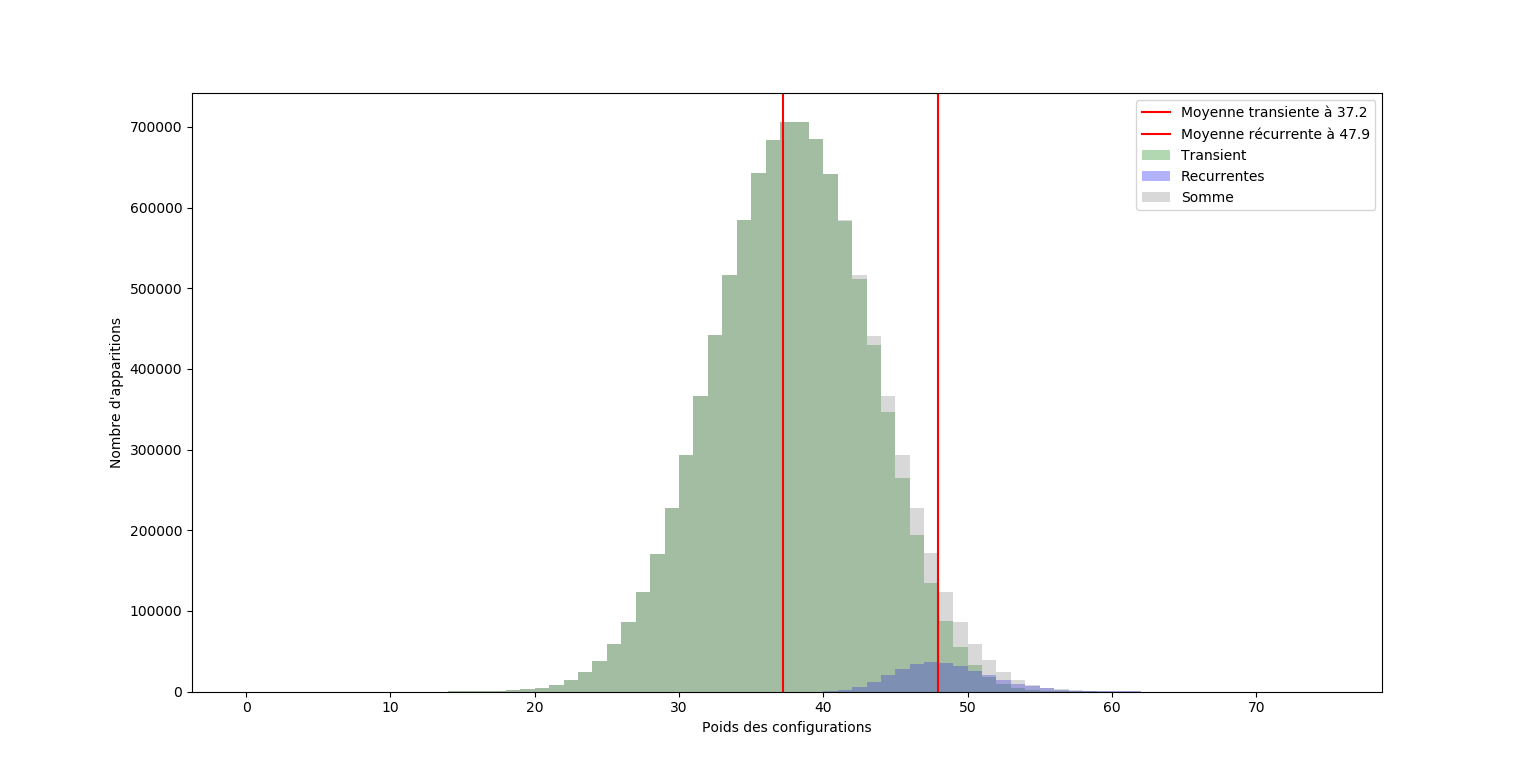 Moyenne transiente à 37.2
Moyenne récurrente à 47.9
Transient
Recurrentes
Somme
700000
600000
500000
400000
300000
200000
100000
0
Nombre d'apparitions
0 10 20 30 40 50 60 70
Poids des configurations